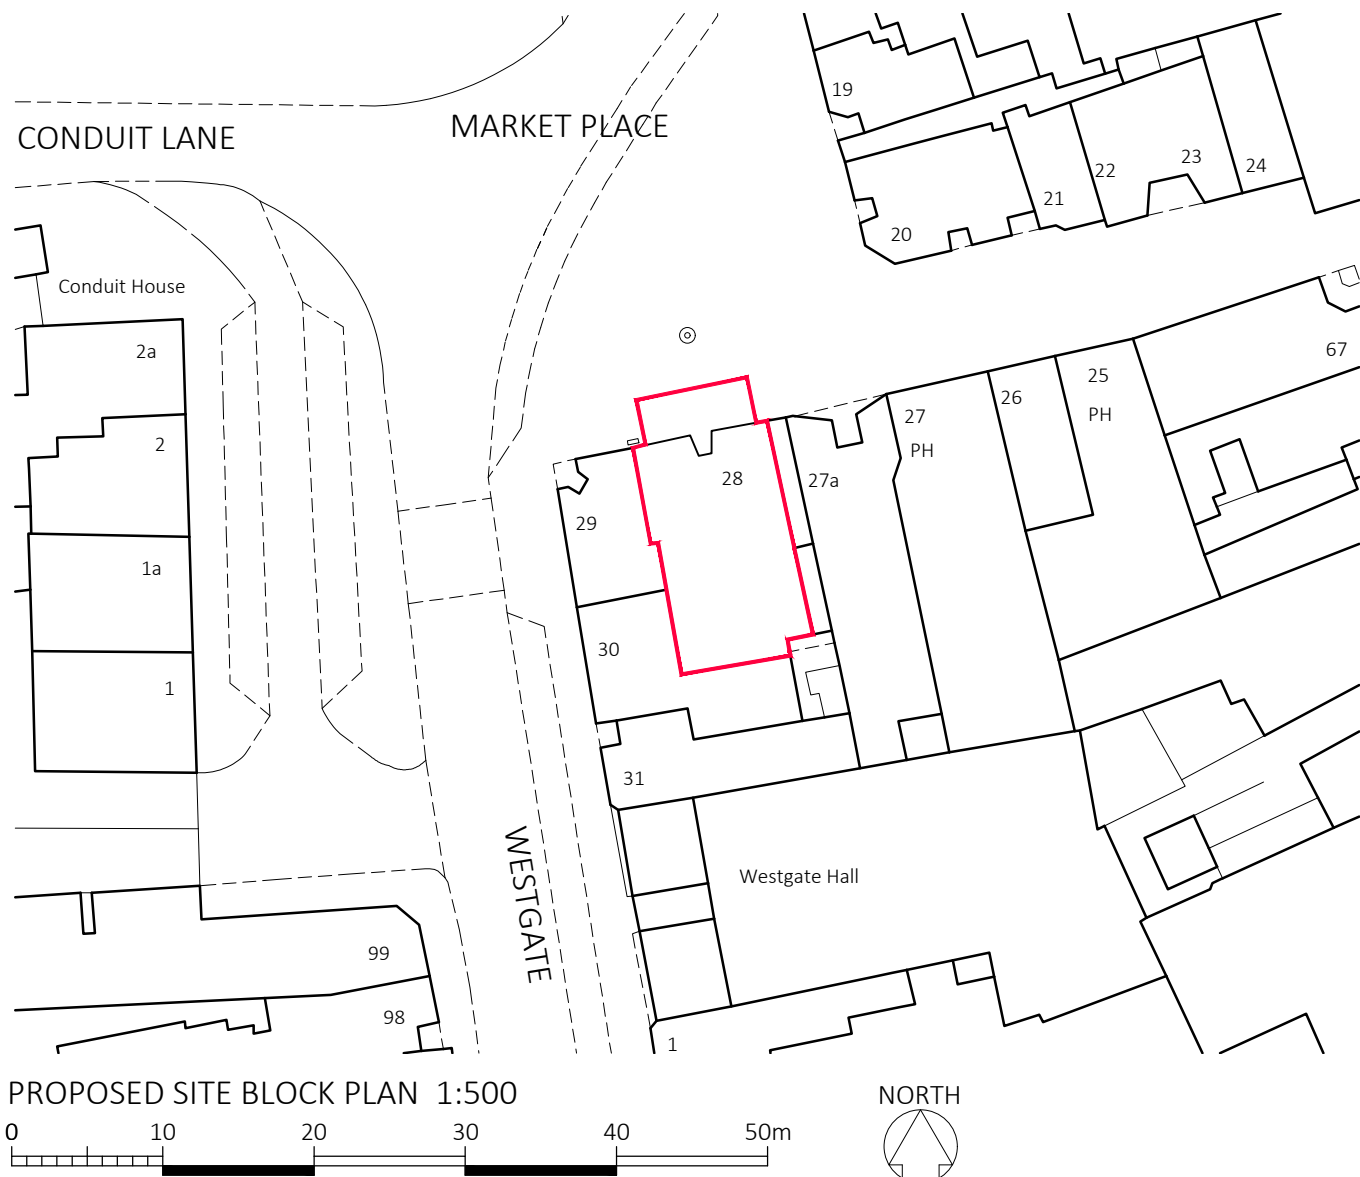 19
MARKET PLACE
CONDUIT LANE
23
24
22
21
20
Conduit House
2a
67
25
26
PH
27
PH
2
28
27a
29
1a
30
1
31
WESTGATE
Westgate Hall
99
98
1
PROPOSED SITE BLOCK PLAN 1:500
NORTH
0 10 20 30 40 50m